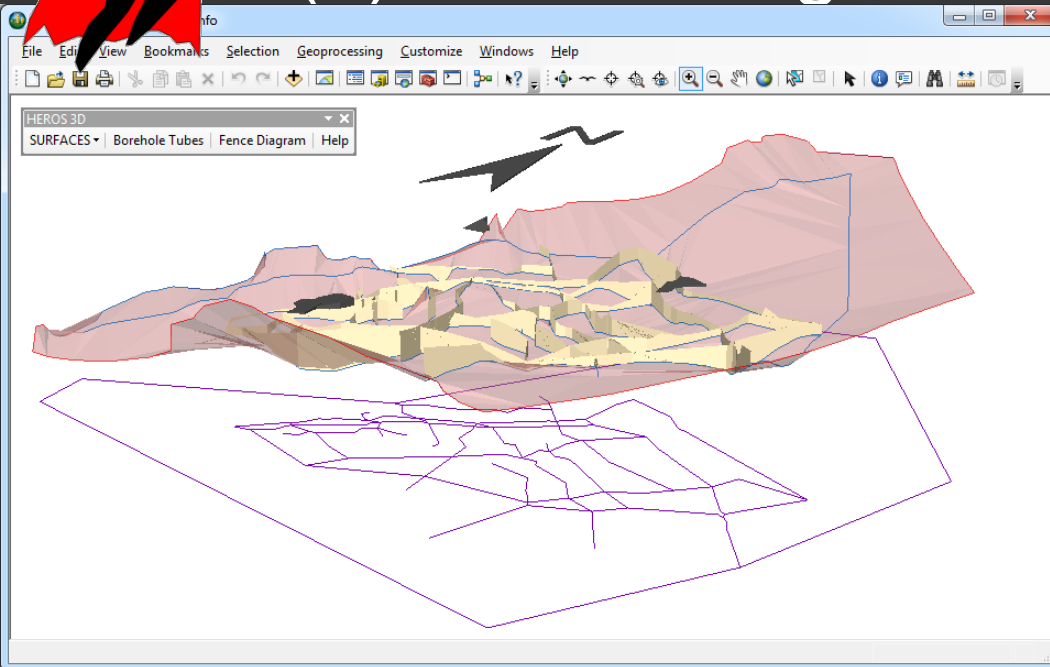 nfo
File Edit View Bookmarks Selection Geoprocessing Customize Windows Help
HEROS 3D
SURFACES Borehole Tubes Fence Diagram Help